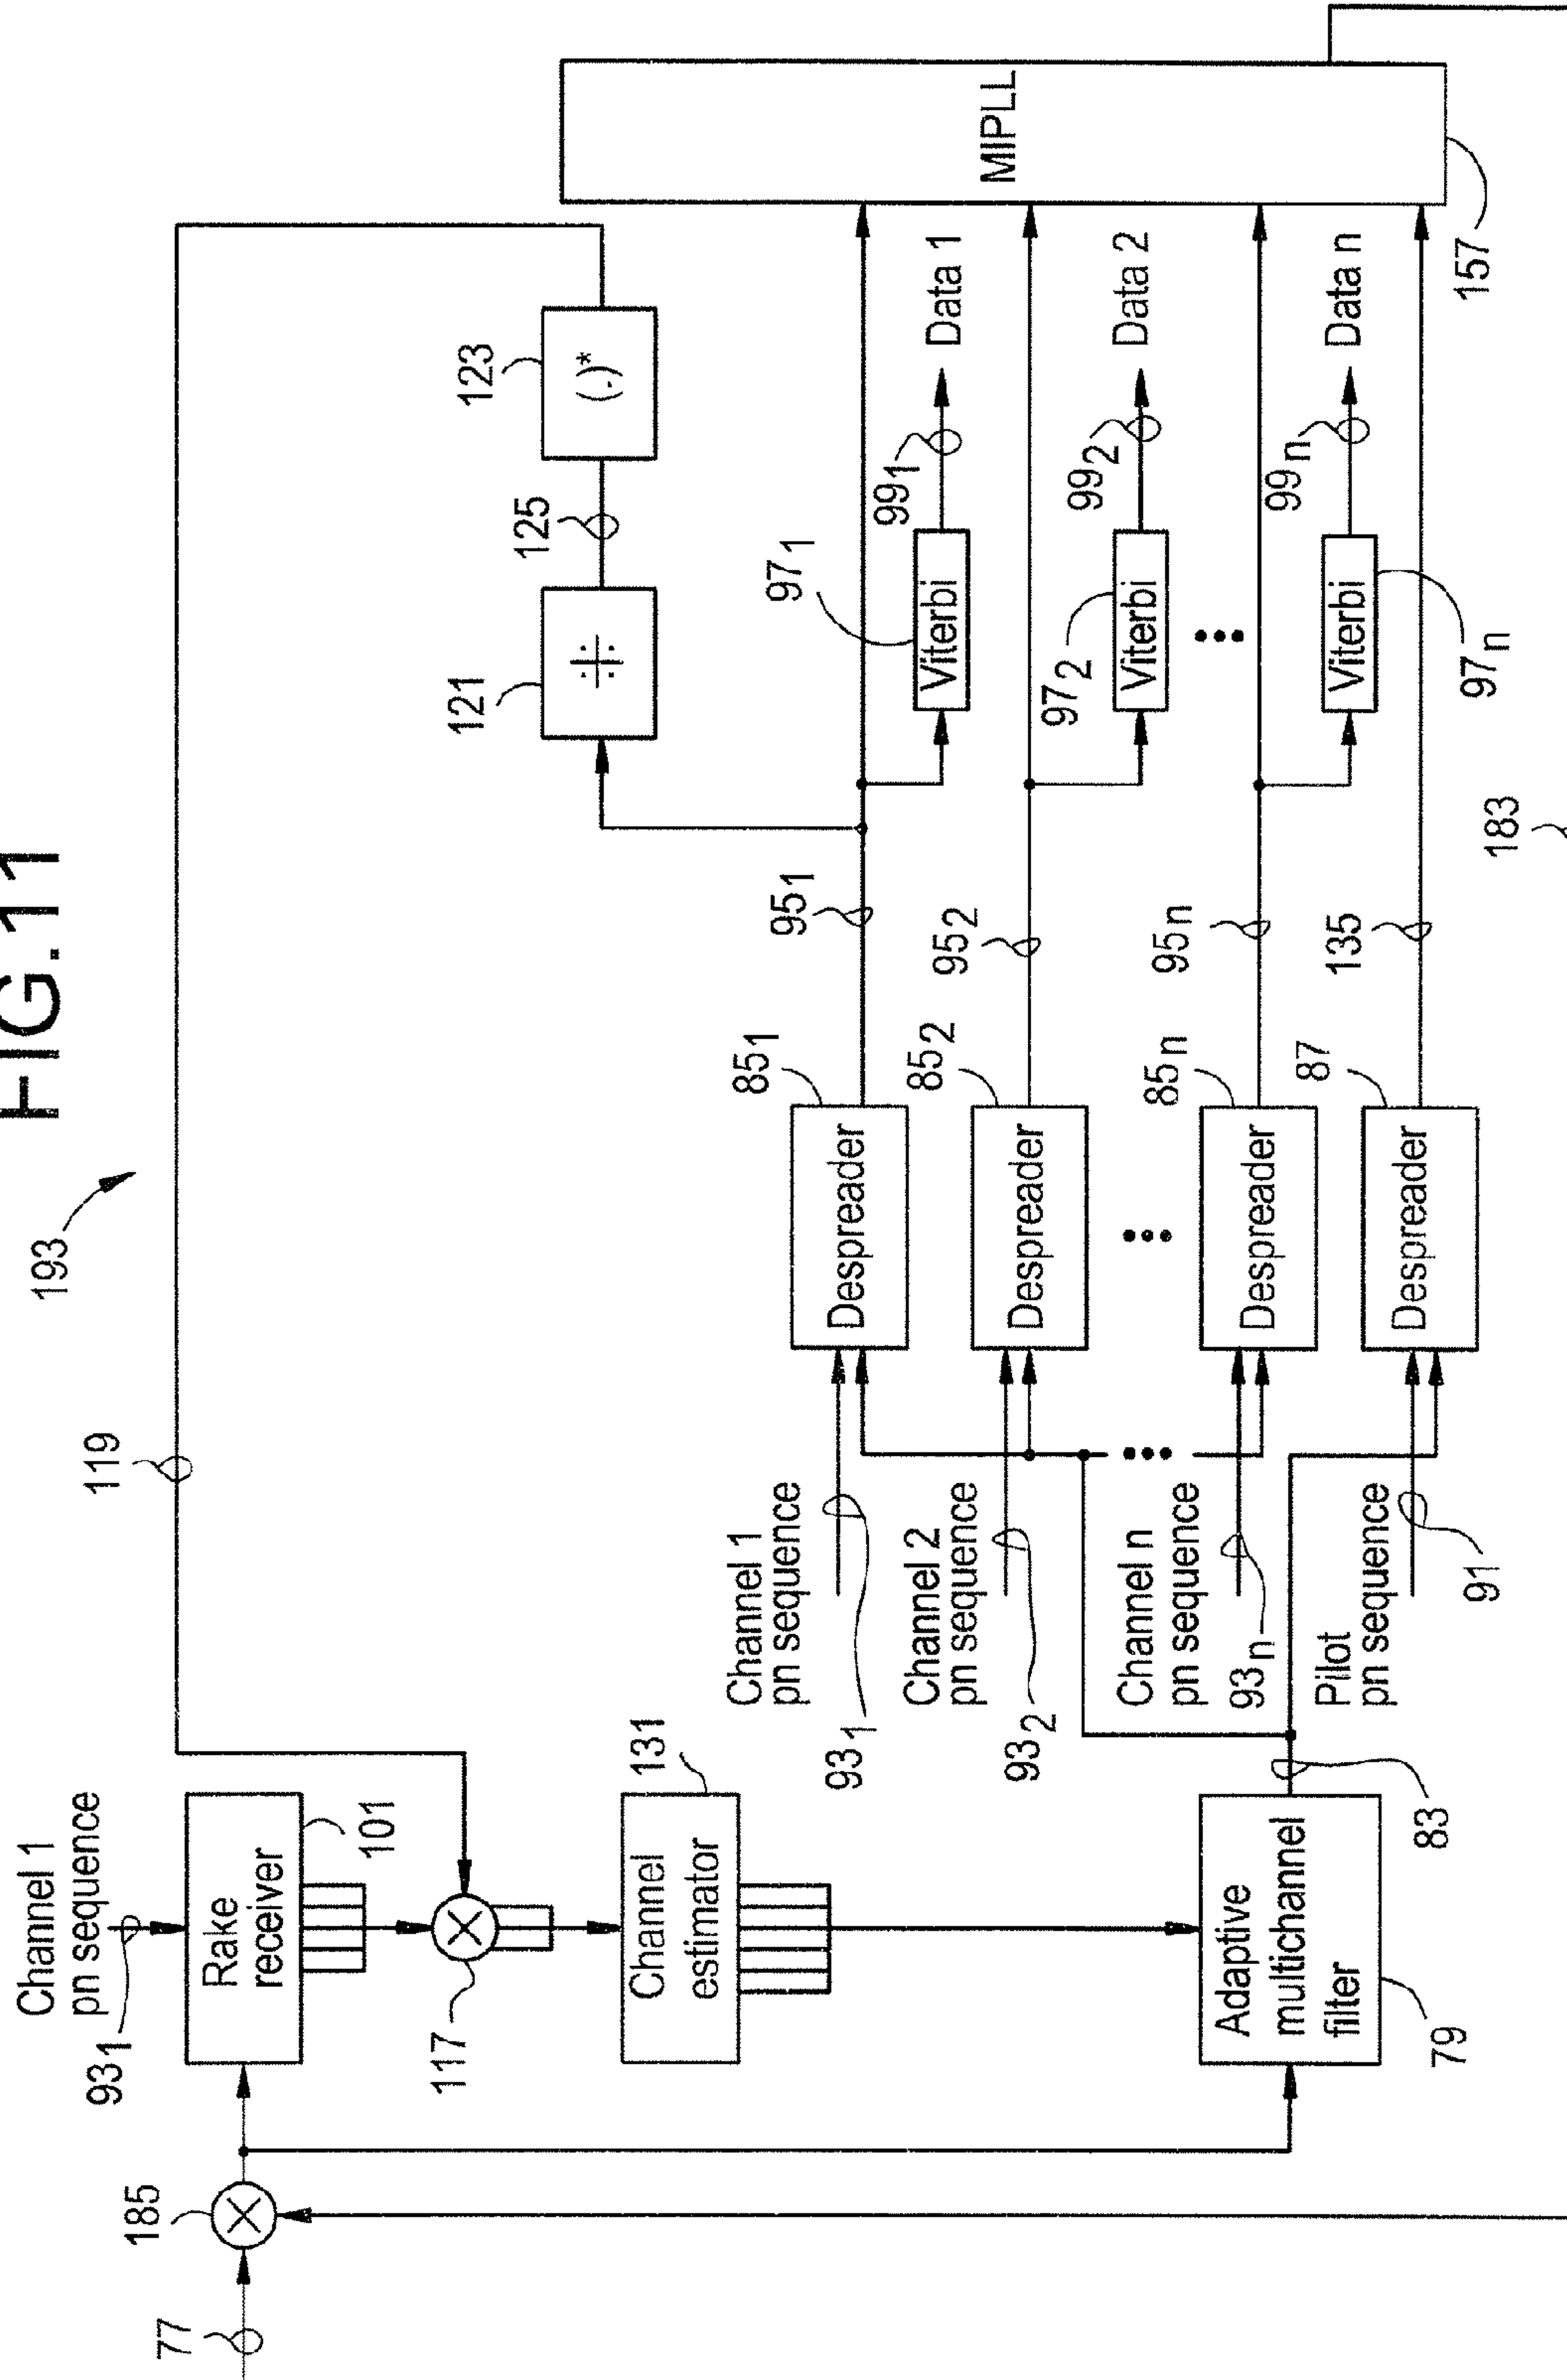 FIG.11
193
77
185
Channel 1
pn sequence
93₁
Rake
receiver
101
117
119
Channel
estimator
131
Adaptive
multichannel
filter
79
83
121
÷
125
123
(.)*
Channel 1
pn sequence
93₁
Despreader
85₁
95₁
97₁
Viterbi
99₁
Data 1
Channel 2
pn sequence
93₂
Despreader
85₂
95₂
97₂
Viterbi
99₂
Data 2
Channel n
pn sequence
93n
Despreader
85n
95n
Viterbi
97n
99n
Data n
Pilot
pn sequence
91
Despreader
87
135
MIPLL
157
183